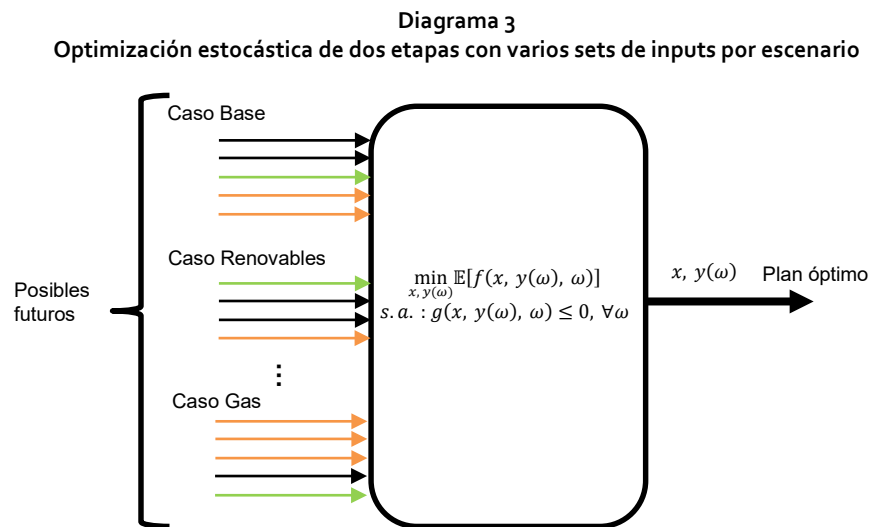 Diagrama 3
Optimización estocástica de dos etapas con varios sets de inputs por escenario
Caso Base
Caso Renovables
Posibles
futuros
⋮
Caso Gas
min 𝔼[f(x, y(ω), ω)]
x, y(ω)
s. a. : g(x, y(ω), ω) ≤ 0, ∀ω
x, y(ω)
Plan óptimo